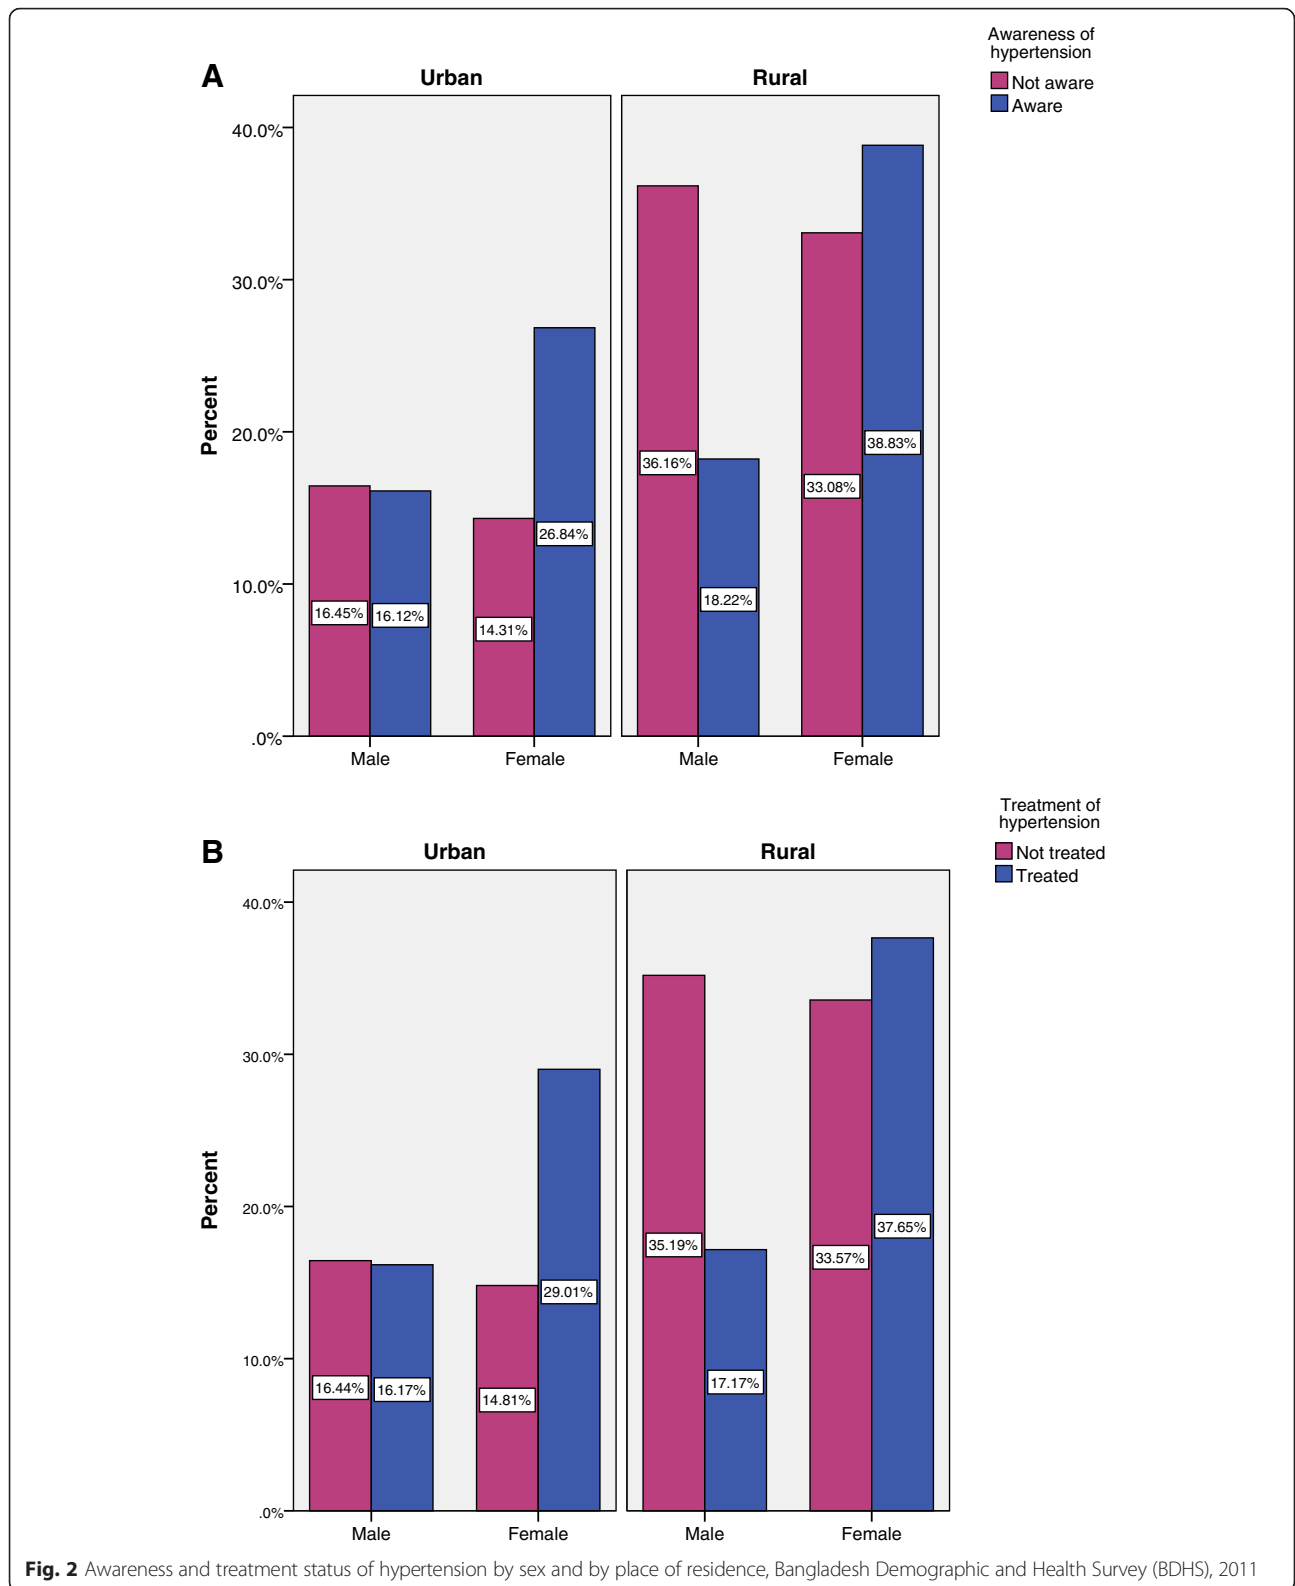 A
Urban
Rural
Awareness of
hypertension
Not aware
Aware
Percent
40.0%
30.0%
20.0%
10.0%
.0%
16.45%
16.12%
14.31%
26.84%
36.16%
18.22%
33.08%
38.83%
Male
Female
Male
Female
B
Urban
Rural
Treatment of
hypertension
Not treated
Treated
Percent
40.0%
30.0%
20.0%
10.0%
.0%
16.44%
16.17%
14.81%
29.01%
35.19%
17.17%
33.57%
37.65%
Male
Female
Male
Female
Fig. 2 Awareness and treatment status of hypertension by sex and by place of residence, Bangladesh Demographic and Health Survey (BDHS), 2011